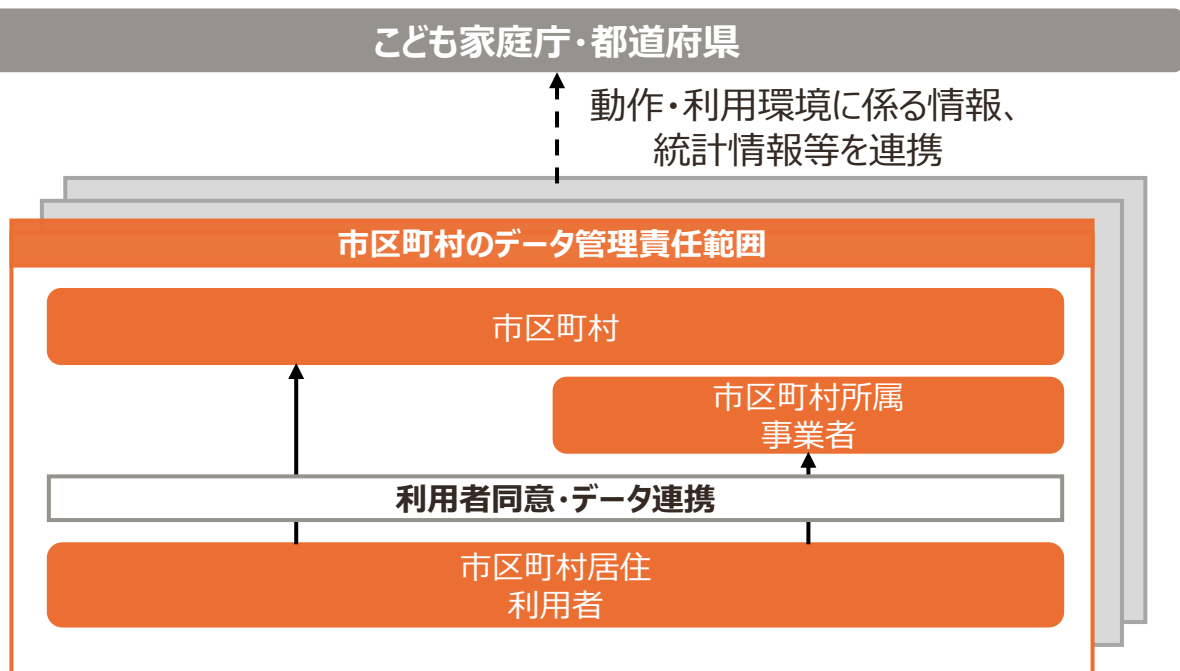 こども家庭庁・都道府県
動作・利用環境に係る情報、
統計情報等を連携
市区町村のデータ管理責任範囲
市区町村
市区町村所属
事業者
利用者同意・データ連携
市区町村居住
利用者